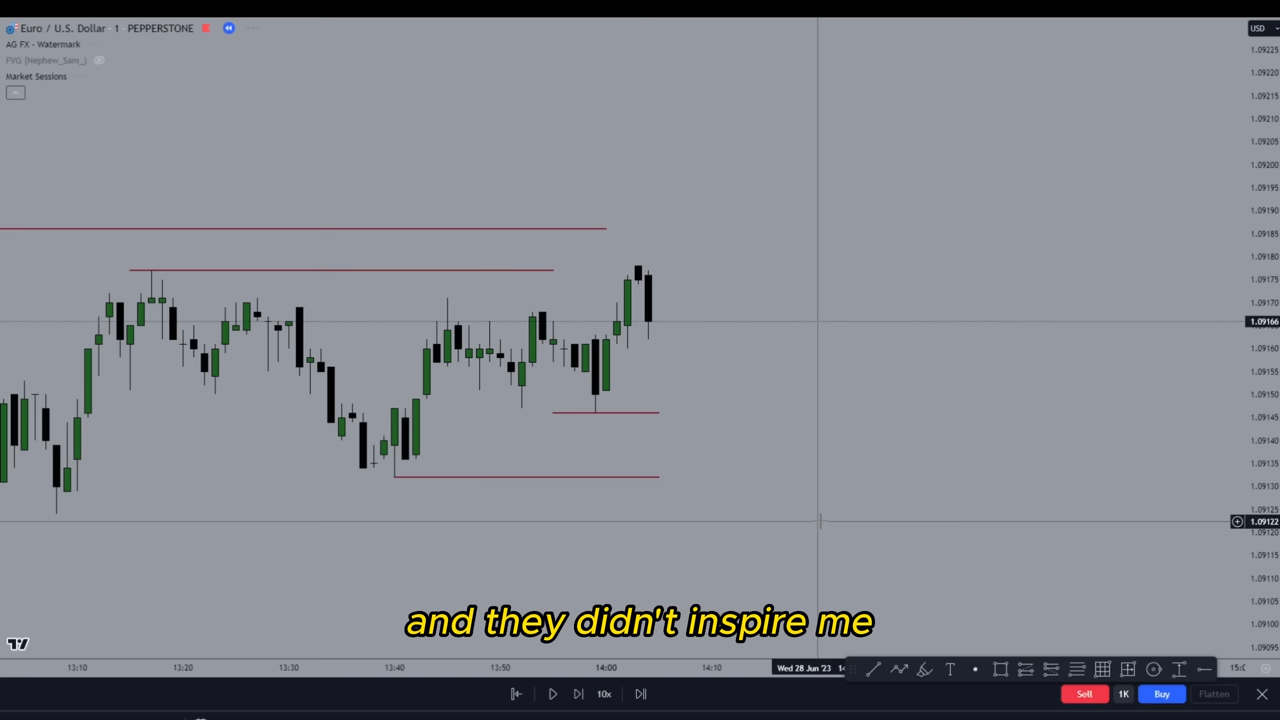 Euro / U.S. Dollar · 1 · PEPPERSTONE
USD
AG FX - Watermark
FVG (Nephew_Sam_)
Market Sessions
1.09225
1.09220
1.09215
1.09210
1.09205
1.09200
1.09195
1.09190
1.09185
1.09180
1.09175
1.09170
1.09166
1.09160
1.09155
1.09150
1.09145
1.09140
1.09135
1.09130
1.09125
1.09122
1.09115
1.09110
1.09105
1.09100
1.09095
and they didn't inspire me
13:10
13:20
13:30
13:40
13:50
14:00
14:10
Wed 28 Jun '23
10x
Sell
1K
Buy
Flatten